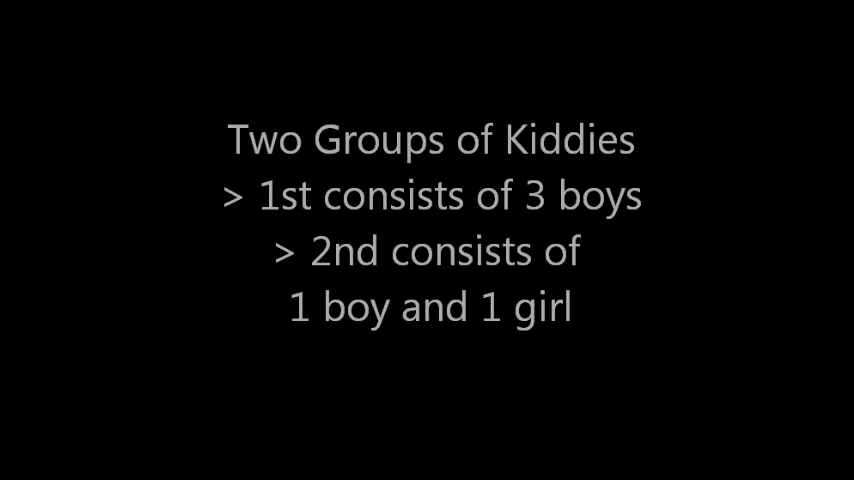 Two Groups of Kiddies
> 1st consists of 3 boys
> 2nd consists of
1 boy and 1 girl